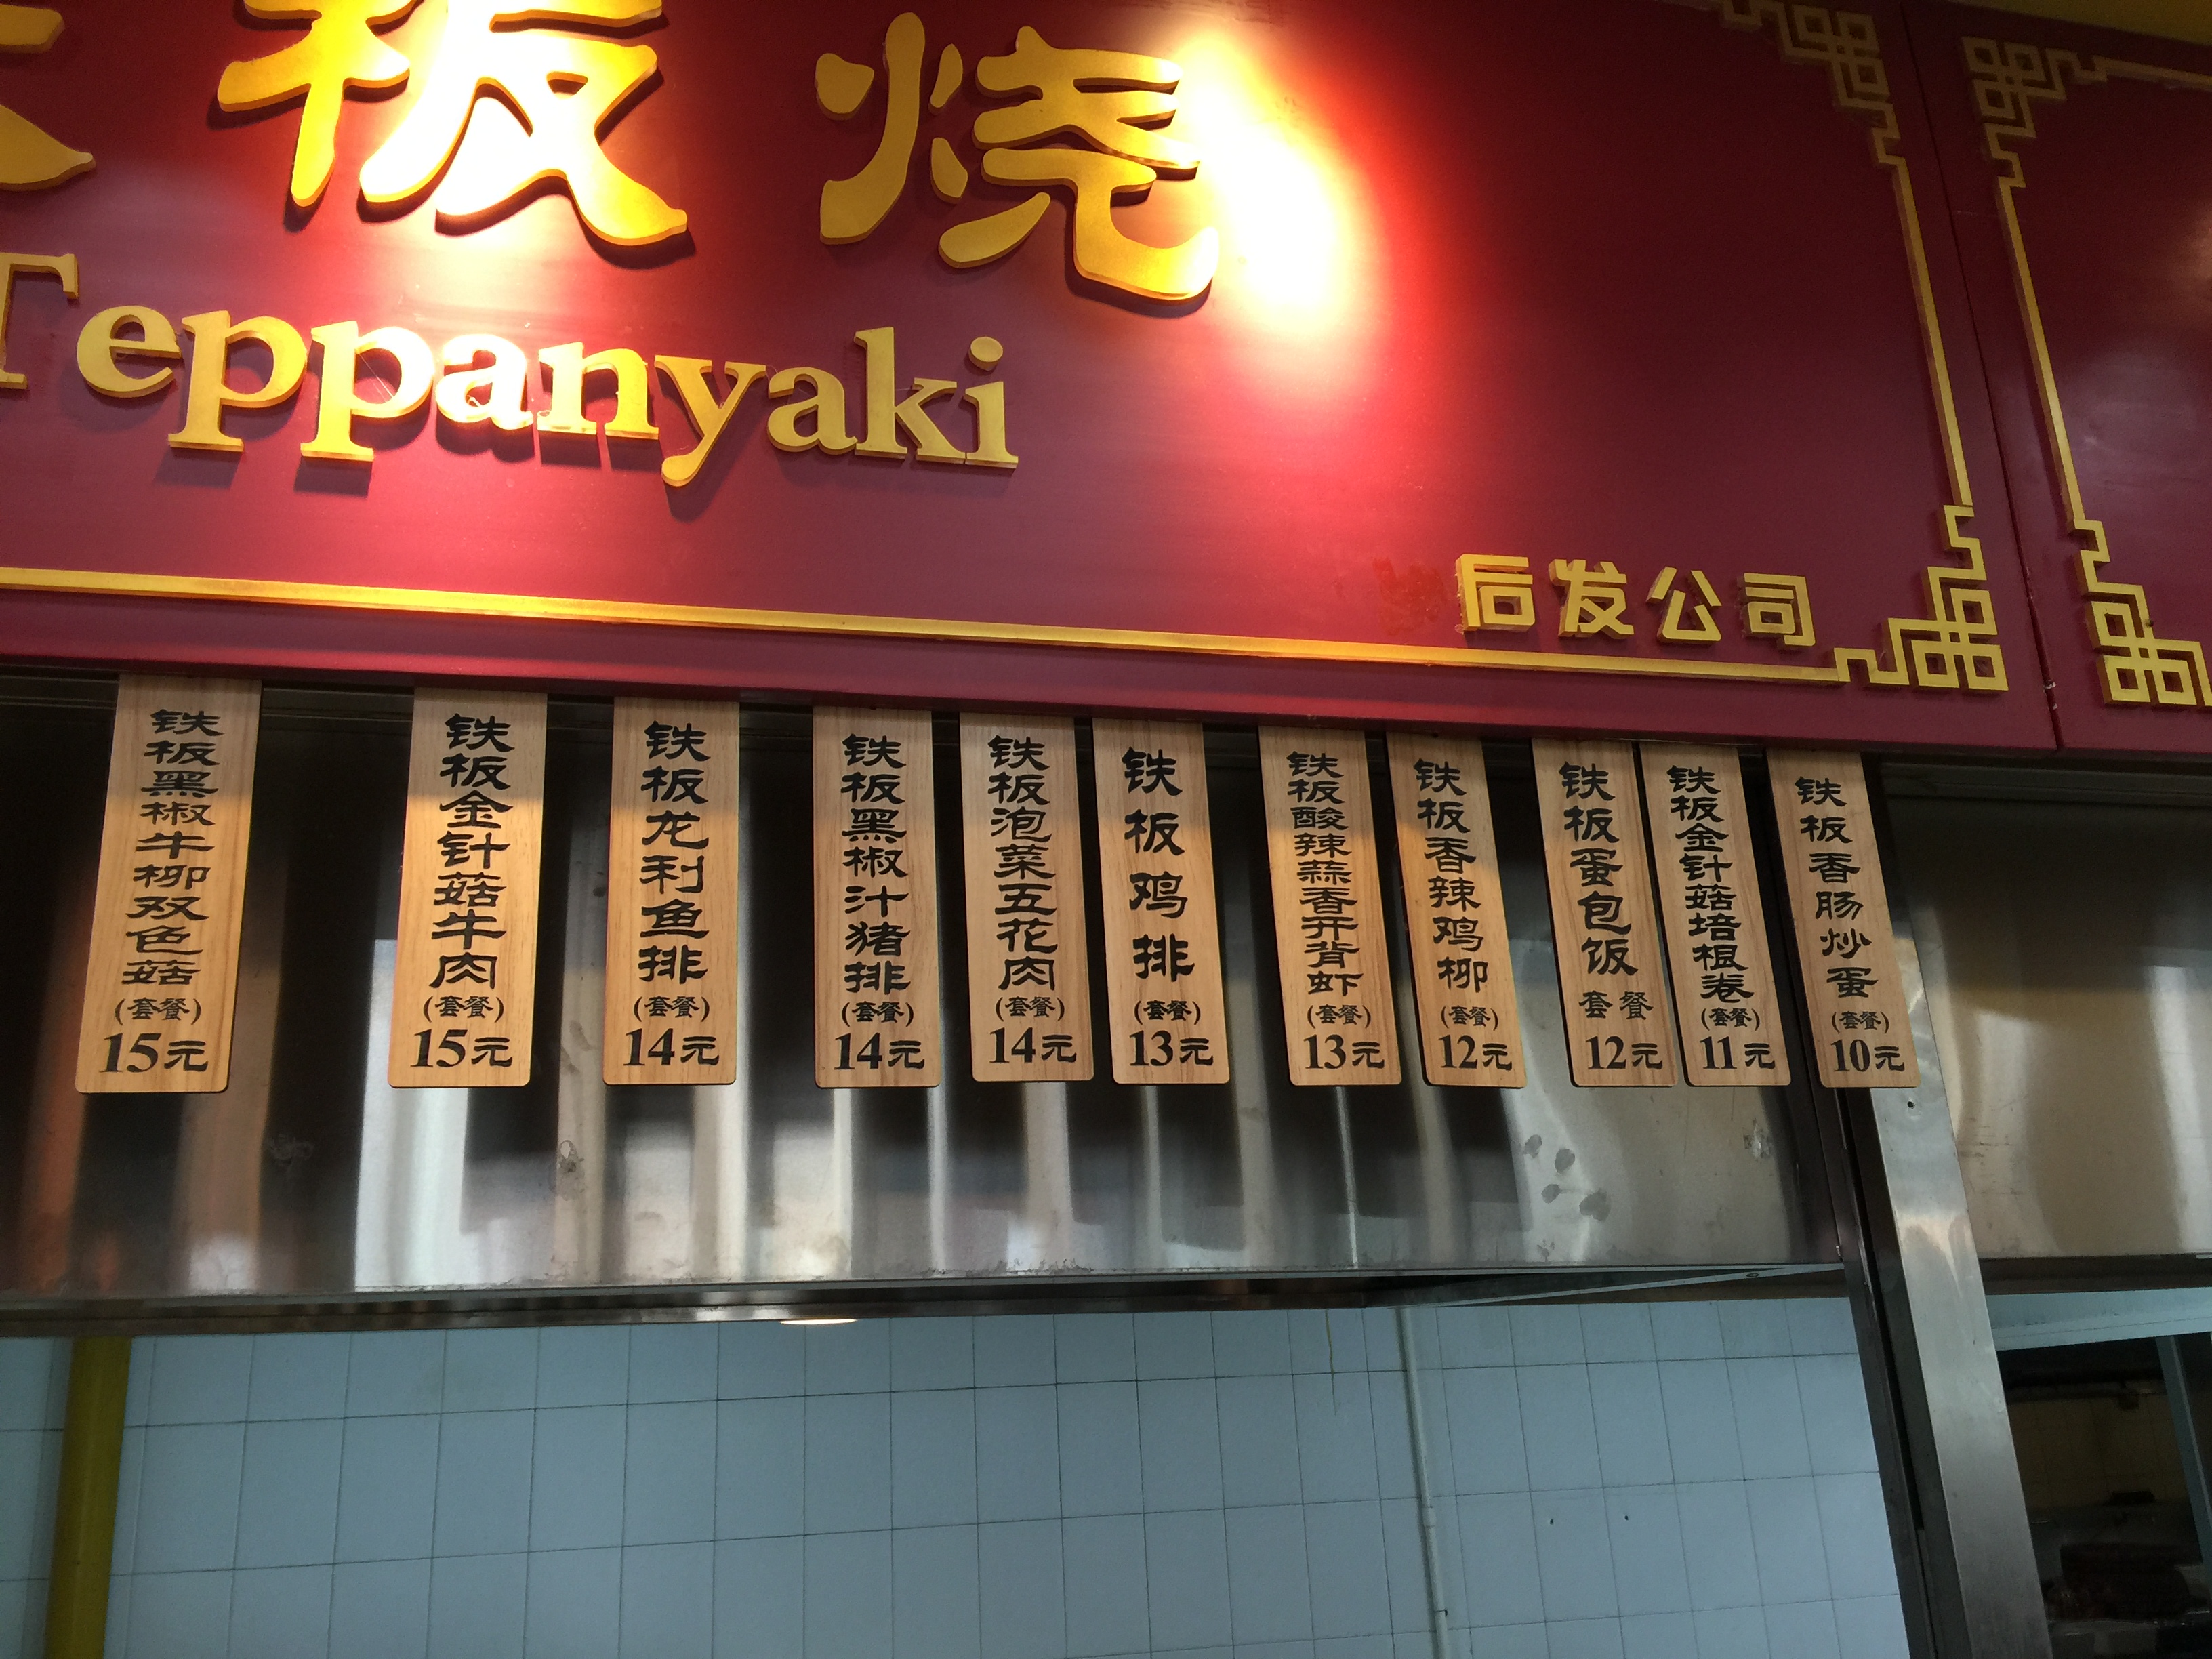 板烧
Teppanyaki
后发公司
铁板黑椒牛柳双色菇
(套餐)
15元
铁板金针菇牛肉
(套餐)
15元
铁板龙利鱼排
(套餐)
14元
铁板黑椒汁猪排
(套餐)
14元
铁板泡菜五花肉
(套餐)
14元
铁板鸡排
(套餐)
13元
铁板酸辣蒜香开背虾
(套餐)
13元
铁板香辣鸡柳
(套餐)
12元
铁板蛋包饭
套餐
12元
铁板金针菇培根卷
(套餐)
11元
铁板香肠炒蛋
(套餐)
10元